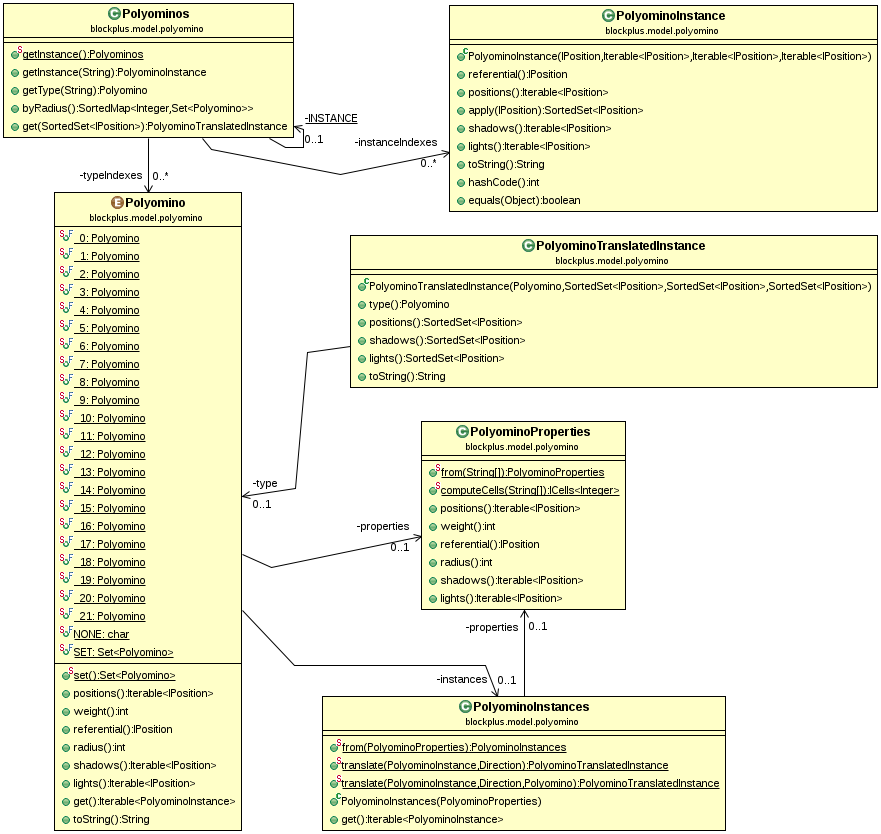 Polyominos
blockplus.model.polyomino
getInstance():Polyominos
getInstance(String):PolyominoInstance
getType(String):Polyomino
byRadius():SortedMap<Integer,Set<Polyomino>>
get(SortedSet<IPosition>):PolyominoTranslatedInstance
-INSTANCE
0..1
-instanceIndexes
0..*
-typeIndexes
0..*
PolyominoInstance
blockplus.model.polyomino
PolyominoInstance(IPosition,Iterable<IPosition>,Iterable<IPosition>,Iterable<IPosition>)
referential():IPosition
positions():Iterable<IPosition>
apply(IPosition):SortedSet<IPosition>
shadows():Iterable<IPosition>
lights():Iterable<IPosition>
toString():String
hashCode():int
equals(Object):boolean
Polyomino
blockplus.model.polyomino
_0: Polyomino
_1: Polyomino
_2: Polyomino
_3: Polyomino
_4: Polyomino
_5: Polyomino
_6: Polyomino
_7: Polyomino
_8: Polyomino
_9: Polyomino
_10: Polyomino
_11: Polyomino
_12: Polyomino
_13: Polyomino
_14: Polyomino
_15: Polyomino
_16: Polyomino
_17: Polyomino
_18: Polyomino
_19: Polyomino
_20: Polyomino
_21: Polyomino
NONE: char
SET: Set<Polyomino>
set():Set<Polyomino>
positions():Iterable<IPosition>
weight():int
referential():IPosition
radius():int
shadows():Iterable<IPosition>
lights():Iterable<IPosition>
get():Iterable<PolyominoInstance>
toString():String
PolyominoTranslatedInstance
blockplus.model.polyomino
PolyominoTranslatedInstance(Polyomino,SortedSet<IPosition>,SortedSet<IPosition>,SortedSet<IPosition>)
type():Polyomino
positions():SortedSet<IPosition>
shadows():SortedSet<IPosition>
lights():SortedSet<IPosition>
toString():String
-type
0..1
PolyominoProperties
blockplus.model.polyomino
from(String[]):PolyominoProperties
computeCells(String[]):ICells<Integer>
positions():Iterable<IPosition>
weight():int
referential():IPosition
radius():int
shadows():Iterable<IPosition>
lights():Iterable<IPosition>
-properties
0..1
-properties
0..1
-instances
0..1
PolyominoInstances
blockplus.model.polyomino
from(PolyominoProperties):PolyominoInstances
translate(PolyominoInstance,Direction):PolyominoTranslatedInstance
translate(PolyominoInstance,Direction,Polyomino):PolyominoTranslatedInstance
PolyominoInstances(PolyominoProperties)
get():Iterable<PolyominoInstance>